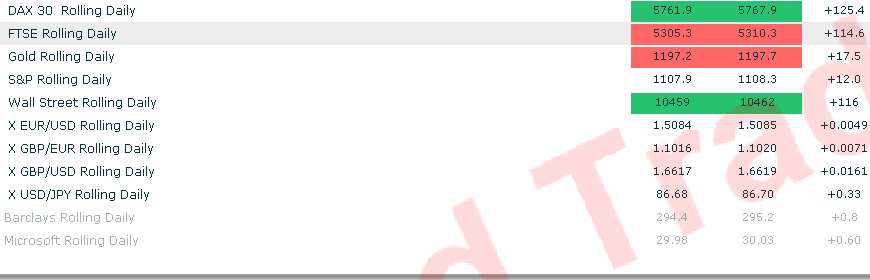 DAX 30 Rolling Daily 5761.9 5767.9 +125.4
FTSE Rolling Daily 5305.3 5310.3 +114.6
Gold Rolling Daily 1197.2 1197.7 +17.5
S&P Rolling Daily 1107.9 1108.3 +12.0
Wall Street Rolling Daily 10459 10462 +116
X EUR/USD Rolling Daily 1.5084 1.5085 +0.0049
X GBP/EUR Rolling Daily 1.1016 1.1020 +0.0071
X GBP/USD Rolling Daily 1.6617 1.6619 +0.0161
X USD/JPY Rolling Daily 86.68 86.70 +0.33
Barclays Rolling Daily 294.4 295.2 +0.8
Microsoft Rolling Daily 29.98 30.03 +0.60
d Trad